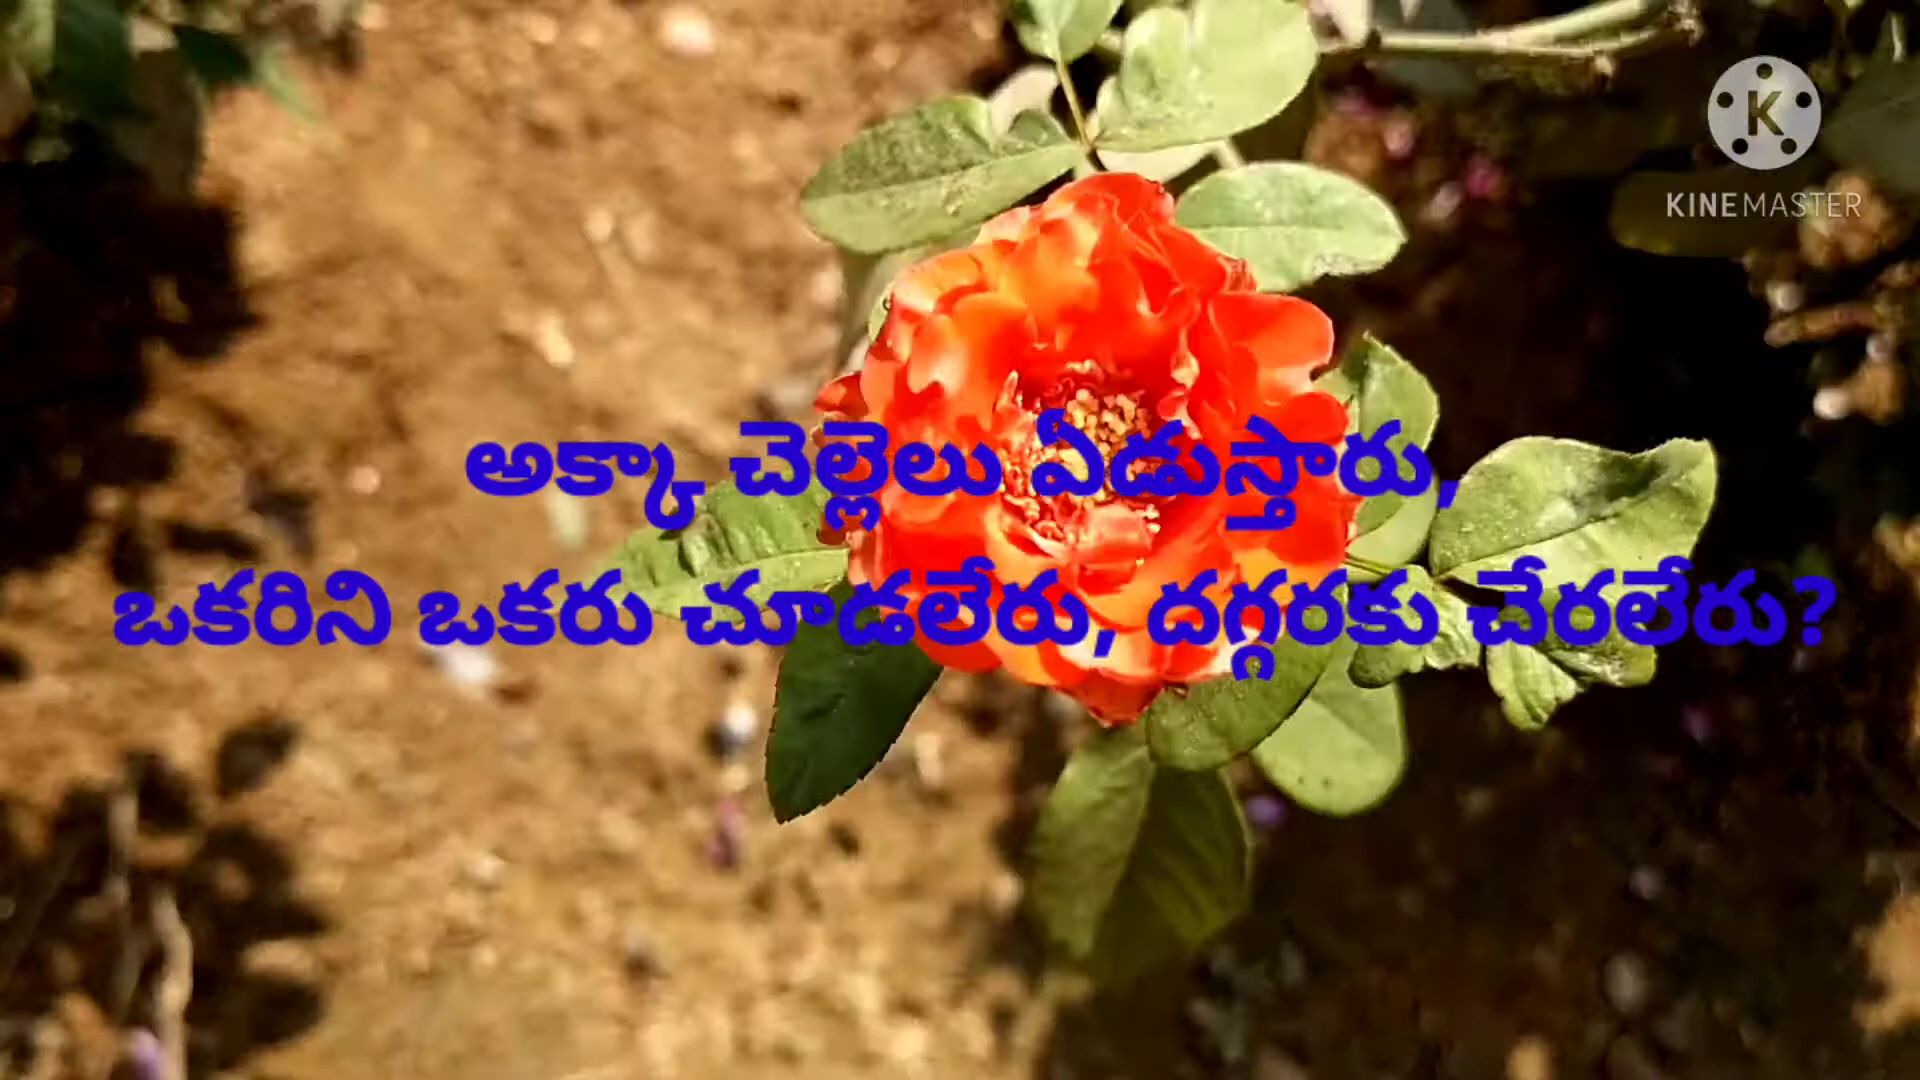 KINEMASTER
అక్కా చెల్లెలు ఏడుస్తారు,
ఒకరిని ఒకరు చూడలేరు, దగ్గరకు చేరలేరు?